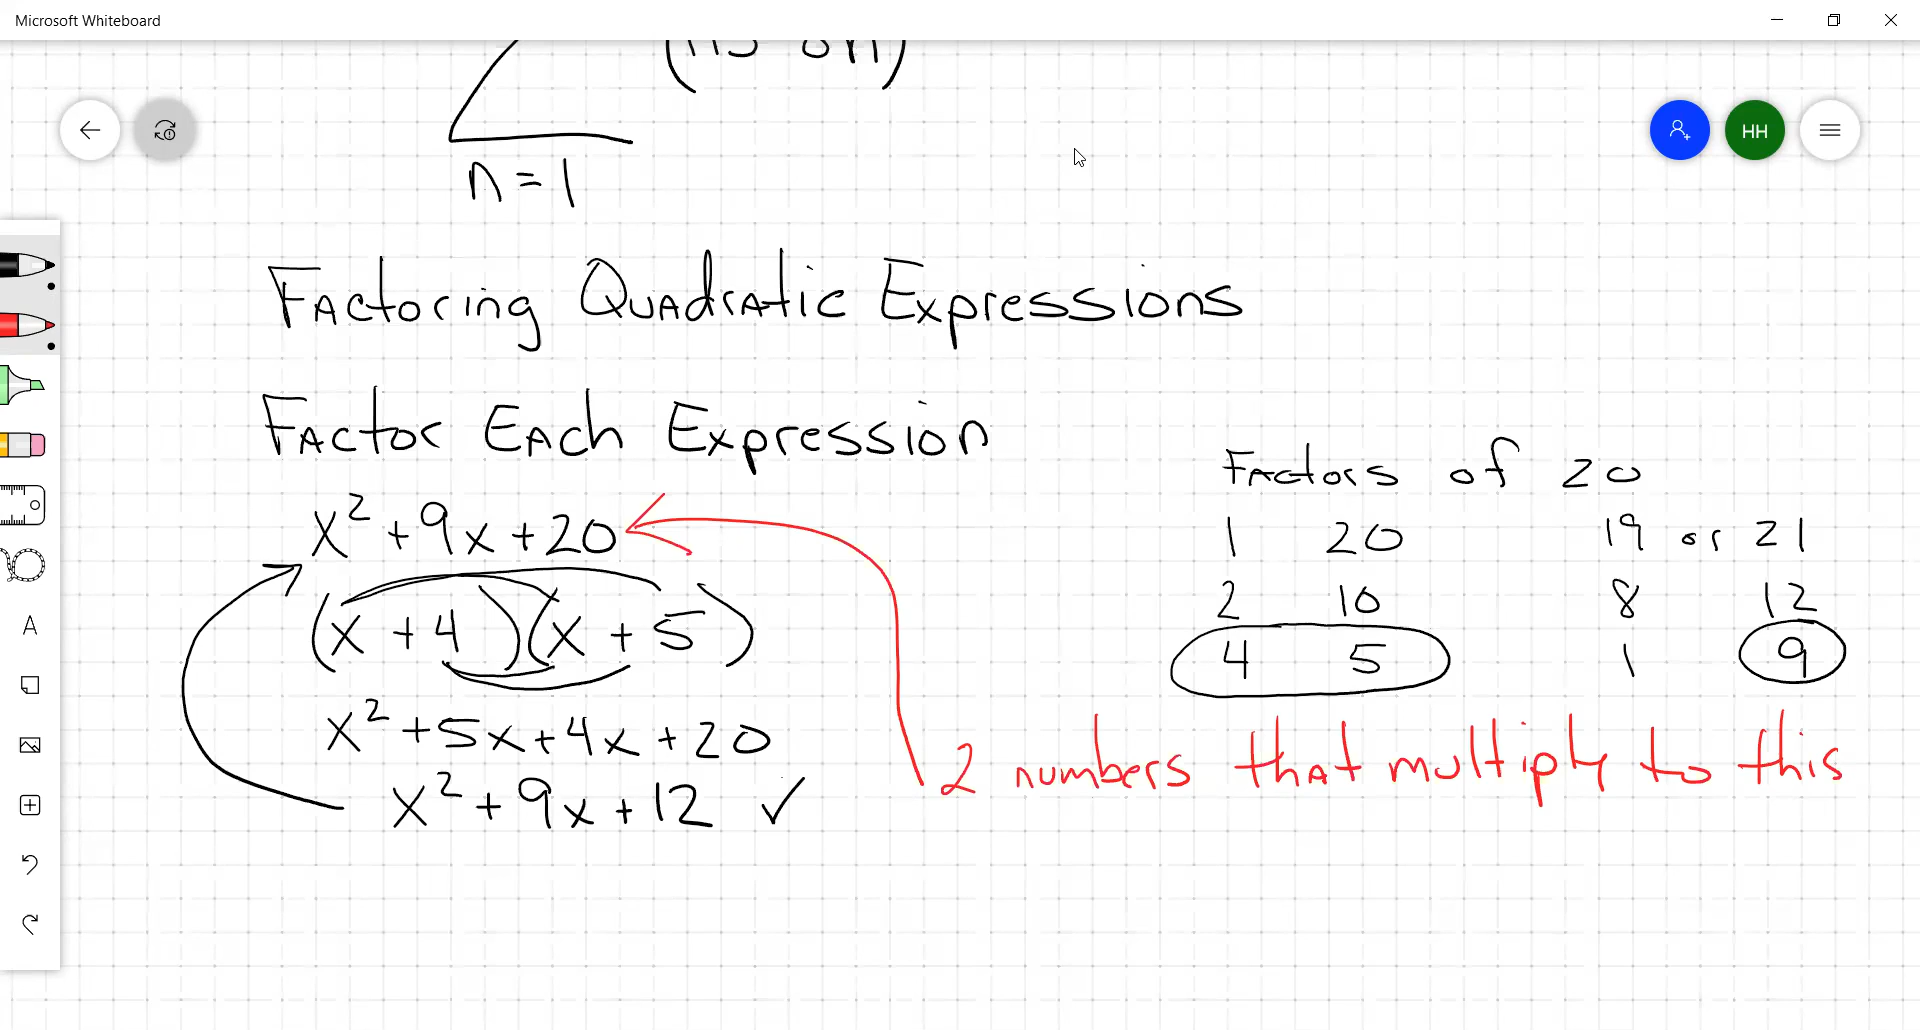 Microsoft Whiteboard
HH
n = 1
Factoring Quadratic Expressions
Factor Each Expression
x² + 9x + 20
(x + 4)(x + 5)
x² + 5x + 4x + 20
x² + 9x + 12 ✓
Factors of 20
1 20 19 or 21
2 10 8 12
4 5 1 9
2 numbers that multiply to this
A